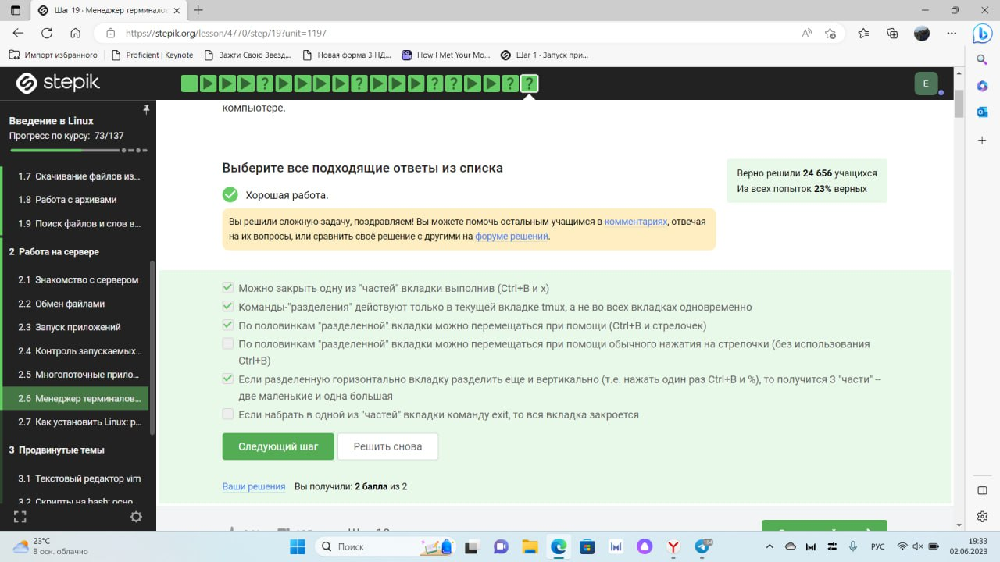 Шаг 19 · Менеджер терминало
https://stepik.org/lesson/4770/step/19?unit=1197
Импорт избранного
Proficient | Keynote
Зажги Свою Звезд...
Новая форма 3 НД...
How I Met Your Mo...
Шаг 1 · Запуск при...
stepik
E
Введение в Linux
Прогресс по курсу: 73/137
1.7 Скачивание файлов из...
1.8 Работа с архивами
1.9 Поиск файлов и слов в...
2 Работа на сервере
2.1 Знакомство с сервером
2.2 Обмен файлами
2.3 Запуск приложений
2.4 Контроль запускаемых...
2.5 Многопоточные прило...
2.6 Менеджер терминалов...
2.7 Как установить Linux: р...
3 Продвинутые темы
3.1 Текстовый редактор vim
3.2 Скрипты на bash: осно
компьютере.
Выберите все подходящие ответы из списка
Верно решили 24 656 учащихся
Из всех попыток 23% верных
Хорошая работа.
Вы решили сложную задачу, поздравляем! Вы можете помочь остальным учащимся в комментариях, отвечая
на их вопросы, или сравнить своё решение с другими на форуме решений.
Можно закрыть одну из "частей" вкладки выполнив (Ctrl+B и x)
Команды-"разделения" действуют только в текущей вкладке tmux, а не во всех вкладках одновременно
По половинкам "разделенной" вкладки можно перемещаться при помощи (Ctrl+B и стрелочек)
По половинкам "разделенной" вкладки можно перемещаться при помощи обычного нажатия на стрелочки (без использования
Ctrl+B)
Если разделенную горизонтально вкладку разделить еще и вертикально (т.е. нажать один раз Ctrl+B и %), то получится 3 "части" --
две маленькие и одна большая
Если набрать в одной из "частей" вкладки команду exit, то вся вкладка закроется
Следующий шаг
Решить снова
Ваши решения Вы получили: 2 балла из 2
23°C
В осн. облачно
Поиск
РУС
19:33
02.06.2023